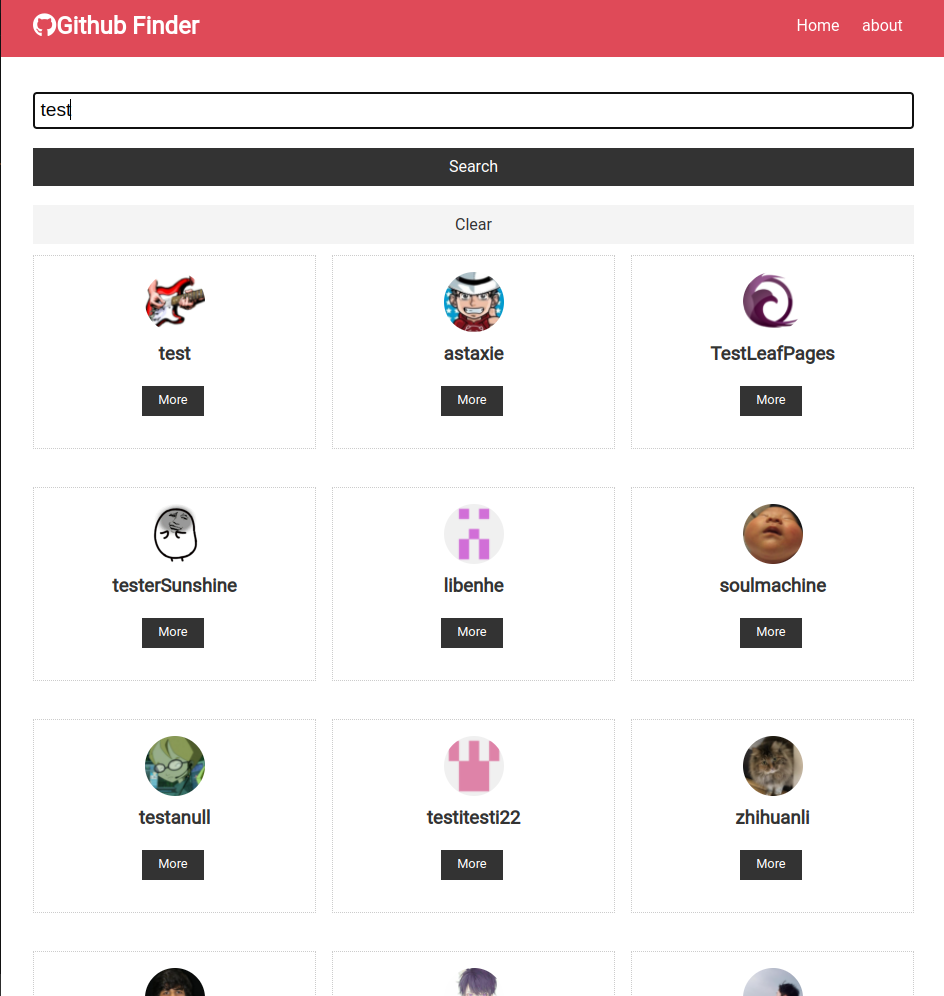 Github Finder
Home about
test
Search
Clear
test astaxie TestLeafPages
More More More
testerSunshine libenhe soulmachine
More More More
testanull testitesti22 zhihuanli
More More More